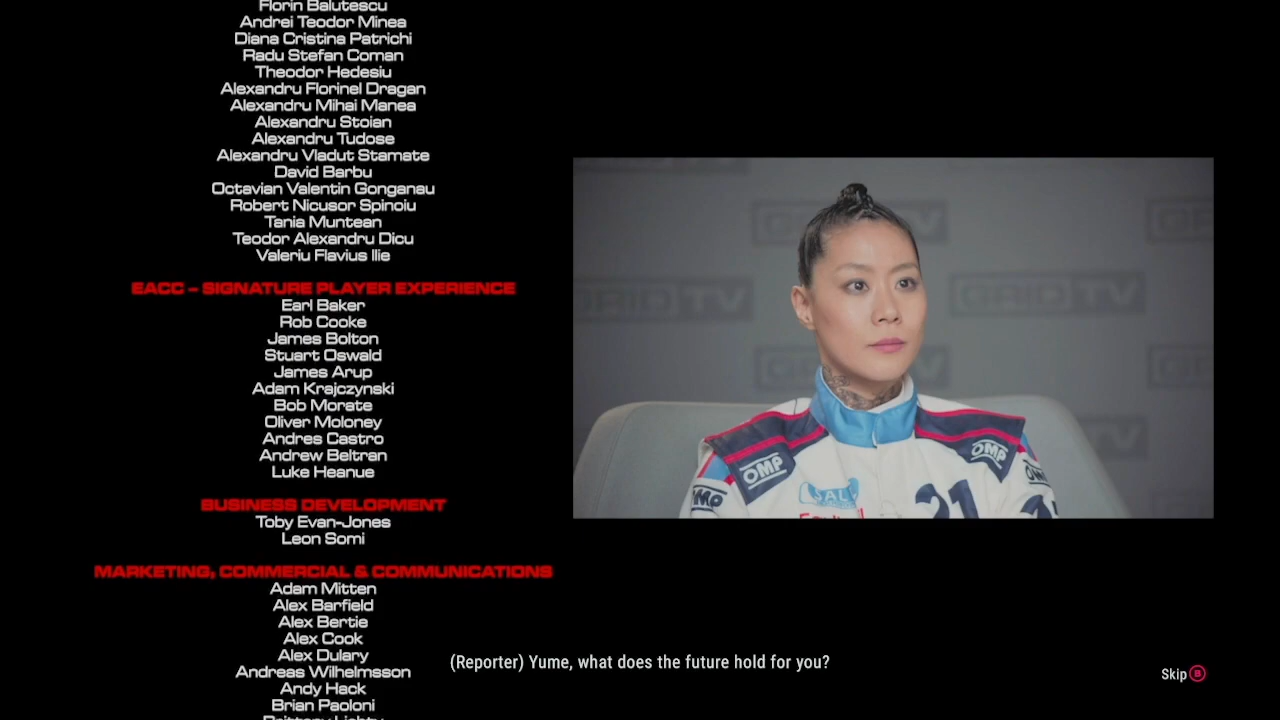 Florin Balutescu
Andrei Teodor Minea
Diana Cristina Patrichi
Radu Stefan Coman
Theodor Hedesiu
Alexandru Florinel Dragan
Alexandru Mihai Manea
Alexandru Stoian
Alexandru Tudose
Alexandru Vladut Stamate
David Barbu
Octavian Valentin Gonganau
Robert Nicusor Spinoiu
Tania Muntean
Teodor Alexandru Dicu
Valeriu Flavius Ilie
EACC – SIGNATURE PLAYER EXPERIENCE
Earl Baker
Rob Cooke
James Bolton
Stuart Oswald
James Arup
Adam Krajczynski
Bob Morate
Oliver Moloney
Andres Castro
Andrew Beltran
Luke Heanue
BUSINESS DEVELOPMENT
Toby Evan-Jones
Leon Somi
MARKETING, COMMERCIAL & COMMUNICATIONS
Adam Mitten
Alex Barfield
Alex Bertie
Alex Cook
Alex Dulary
Andreas Wilhelmsson
Andy Hack
Brian Paoloni
GRID TV
OMP
OMP
21
(Reporter) Yume, what does the future hold for you?
Skip B